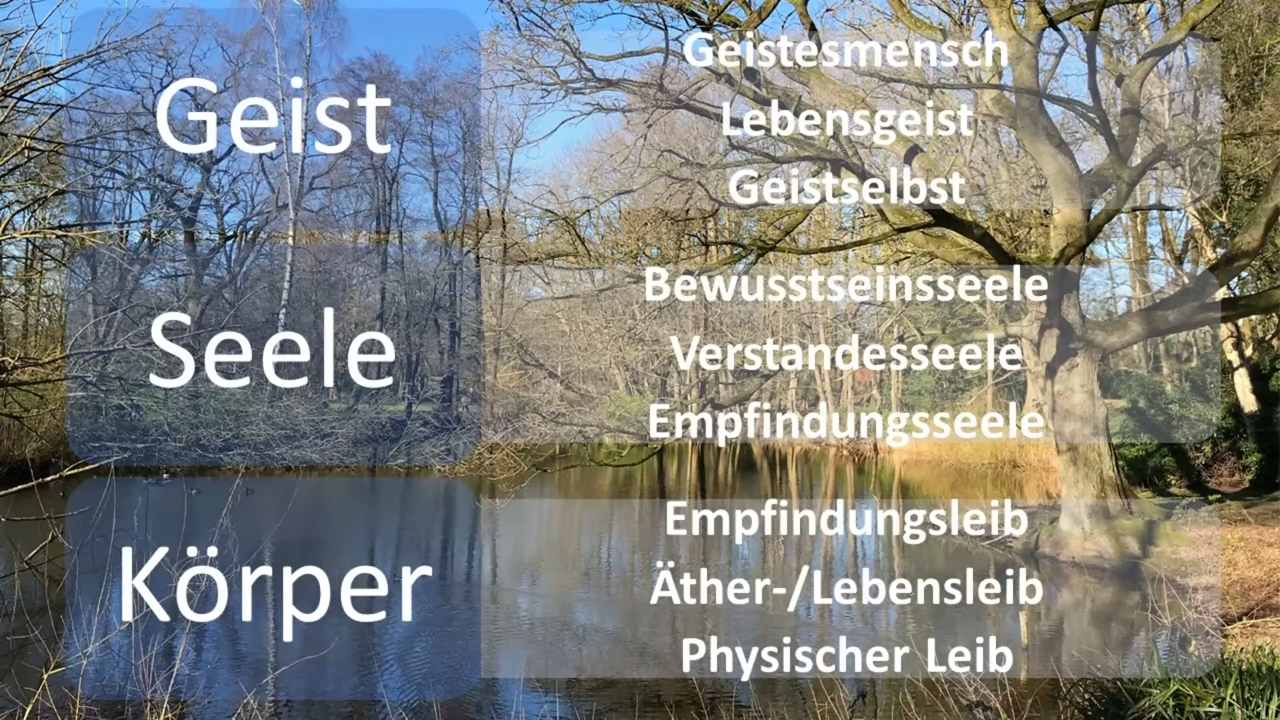 Geist
Geistesmensch
Lebensgeist
Geistselbst
Seele
Bewusstseinsseele
Verstandesseele
Empfindungsseele
Körper
Empfindungsleib
Äther-/Lebensleib
Physischer Leib